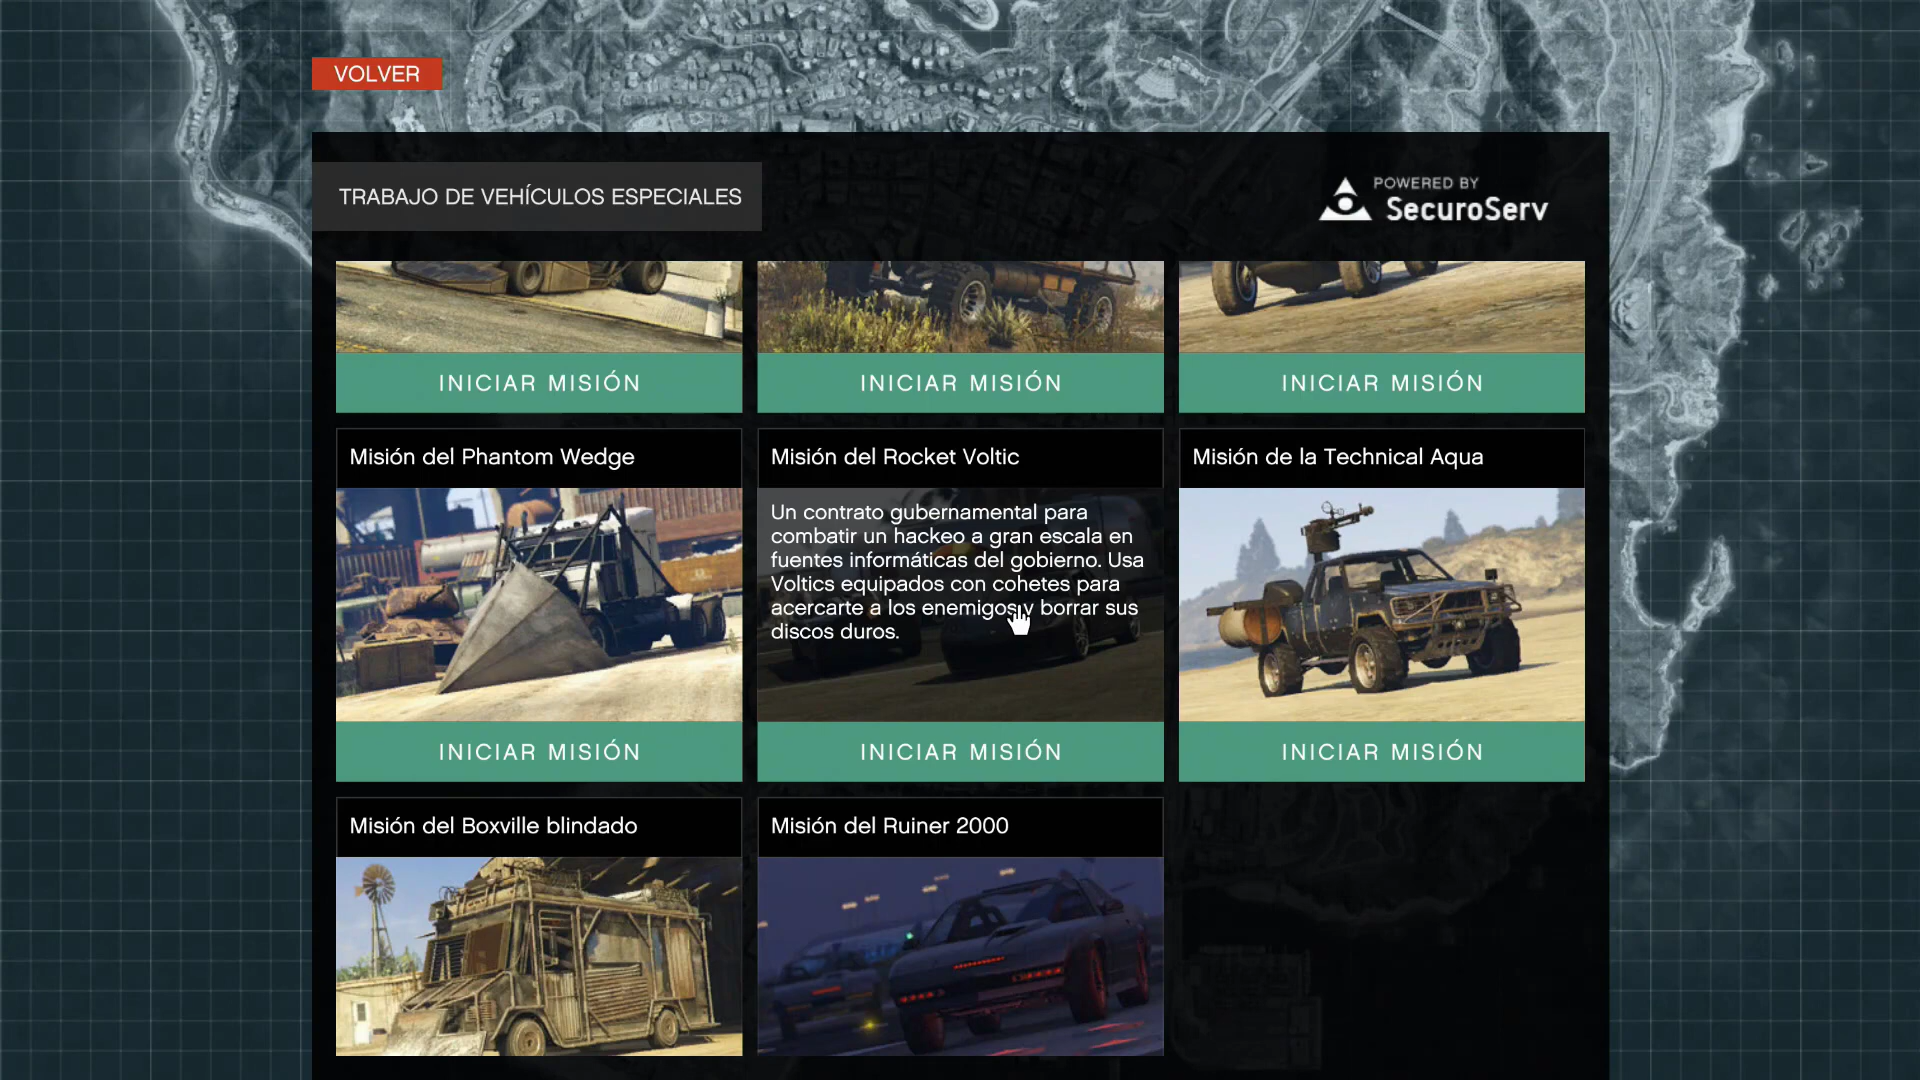 VOLVER
TRABAJO DE VEHÍCULOS ESPECIALES
POWERED BY
SecuroServ
INICIAR MISIÓN
INICIAR MISIÓN
INICIAR MISIÓN
Misión del Phantom Wedge
Misión del Rocket Voltic
Misión de la Technical Aqua
Un contrato gubernamental para
combatir un hackeo a gran escala en
fuentes informáticas del gobierno. Usa
Voltics equipados con cohetes para
acercarte a los enemigos y borrar sus
discos duros.
INICIAR MISIÓN
INICIAR MISIÓN
INICIAR MISIÓN
Misión del Boxville blindado
Misión del Ruiner 2000